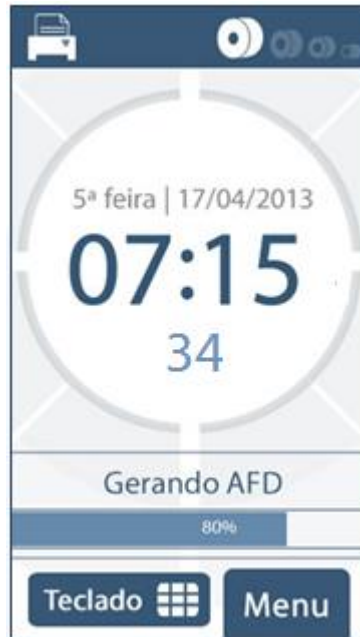 5ª feira | 17/04/2013
07:15
34
Gerando AFD
80%
Teclado Menu